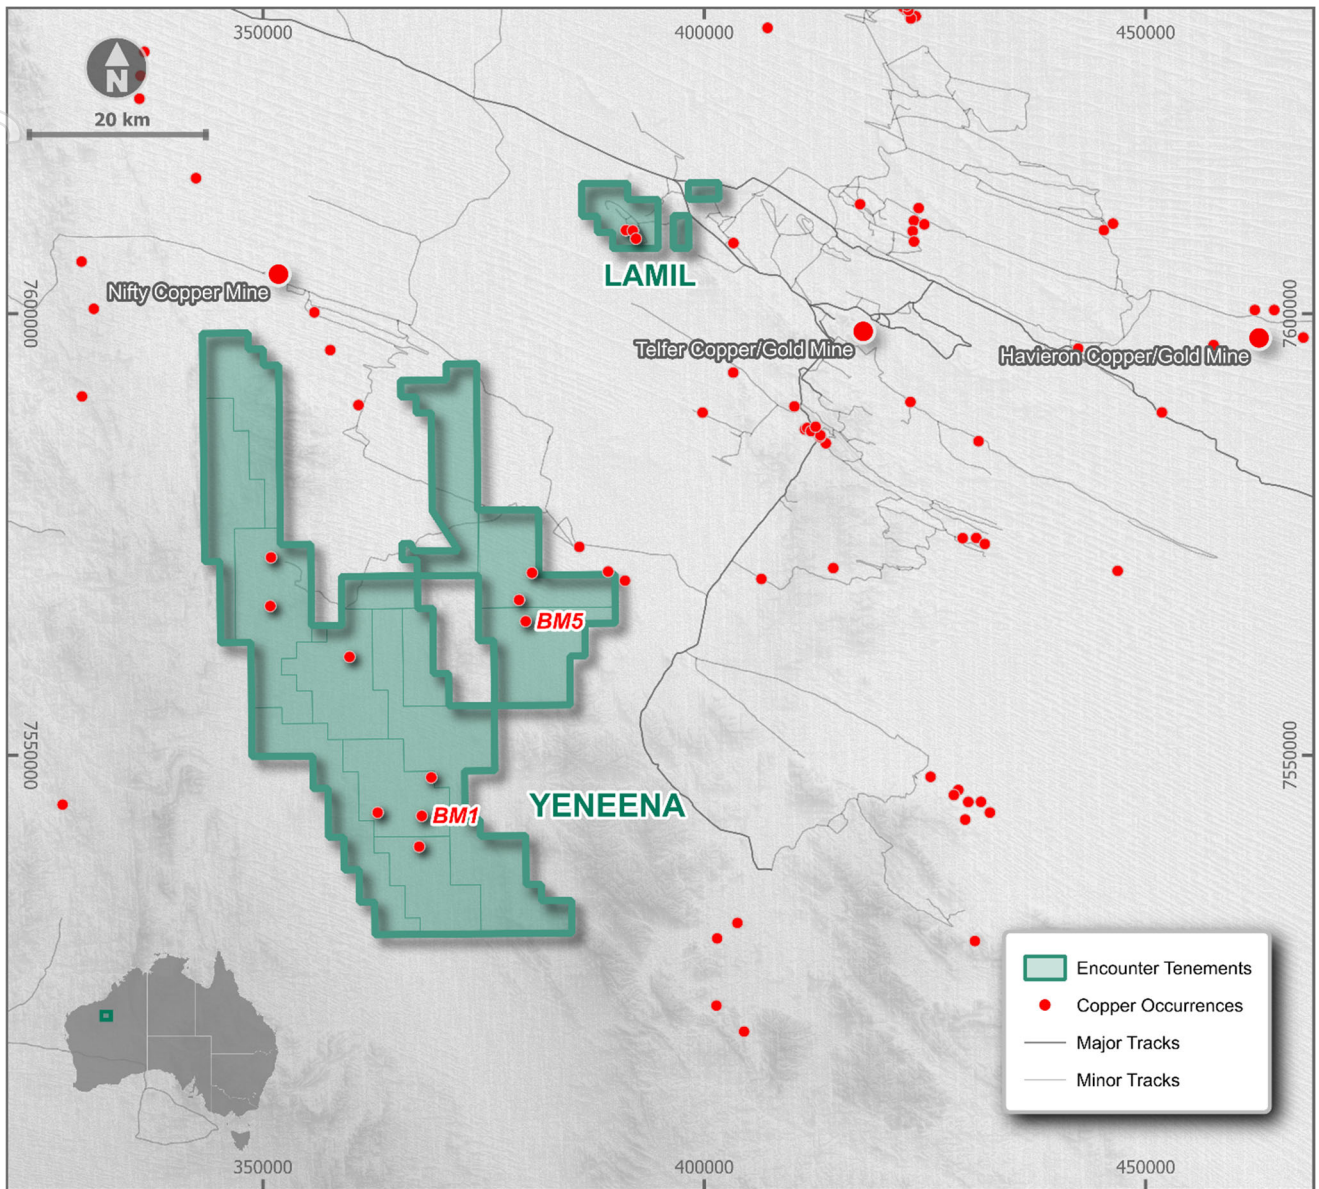 350000
400000
450000
N
20 km
LAMIL
Nifty Copper Mine
7600000
7600000
Telfer Copper/Gold Mine
Havieron Copper/Gold Mine
BM5
7550000
7550000
YENEENA
BM1
Encounter Tenements
Copper Occurrences
Major Tracks
Minor Tracks
350000
400000
450000